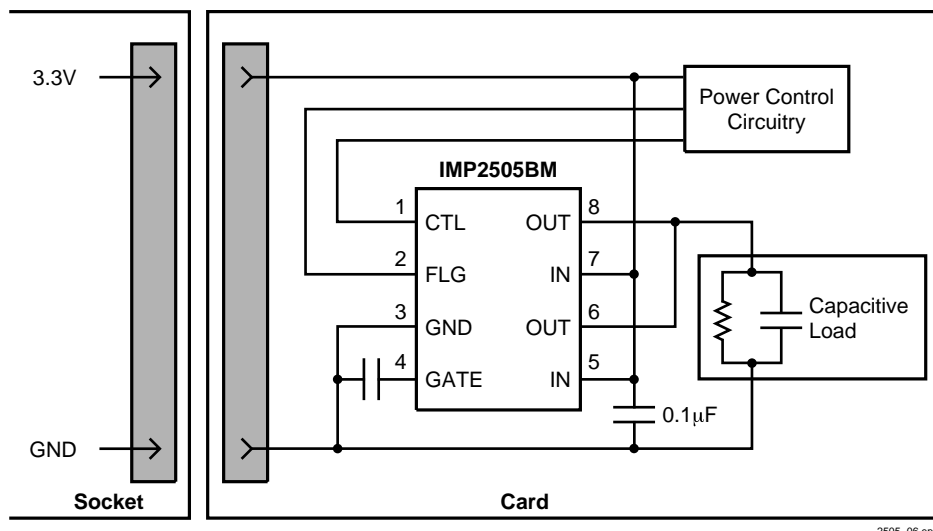 3.3V
Power Control
Circuitry
IMP2505BM
1
CTL
OUT
8
2
FLG
IN
7
3
GND
OUT
6
4
GATE
IN
5
Capacitive
Load
0.1µF
GND
Socket
Card